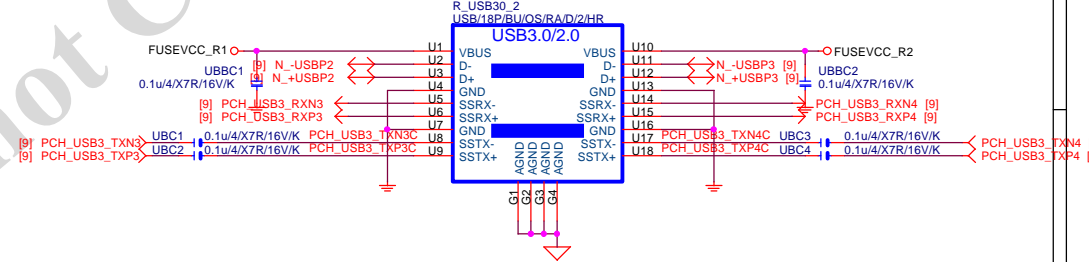 R_USB30_2
USB/18P/BU/OS/RA/D/2/HR
USB3.0/2.0
FUSEVCC_R1 U1 VBUS VBUS U10 FUSEVCC_R2
[9] N_-USBP2 U2 D- D- U11 N_-USBP3 [9]
[9] N_+USBP2 U3 D+ D+ U12 N_+USBP3 [9]
UBBC1 U4 GND GND U13 UBBC2
0.1u/4/X7R/16V/K 0.1u/4/X7R/16V/K
[9] PCH_USB3_RXN3 U5 SSRX- SSRX- U14 PCH_USB3_RXN4 [9]
[9] PCH_USB3_RXP3 U6 SSRX+ SSRX+ U15 PCH_USB3_RXP4 [9]
U7 GND GND U16
[9] PCH_USB3_TXN3 UBC1 0.1u/4/X7R/16V/K PCH_USB3_TXN3C U8 SSTX- SSTX- U17 PCH_USB3_TXN4C UBC3 0.1u/4/X7R/16V/K PCH_USB3_TXN4
[9] PCH_USB3_TXP3 UBC2 0.1u/4/X7R/16V/K PCH_USB3_TXP3C U9 SSTX+ SSTX+ U18 PCH_USB3_TXP4C UBC4 0.1u/4/X7R/16V/K PCH_USB3_TXP4 [
AGND AGND AGND AGND
G1 G2 G3 G4
not C